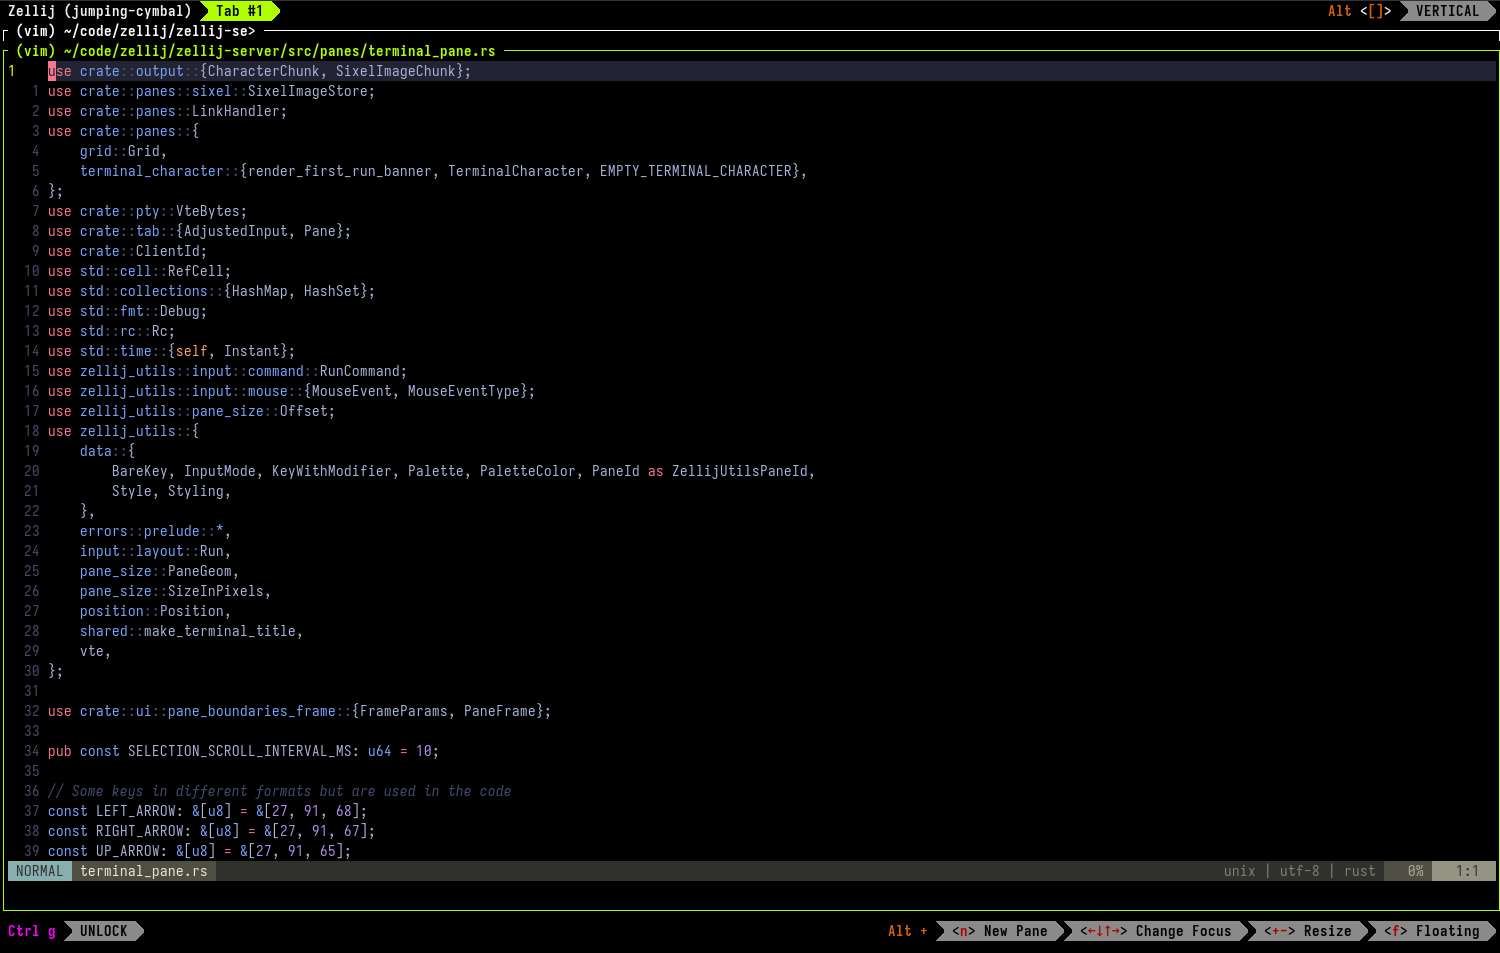 Zellij (jumping-cymbal) Tab #1 Alt <[]> VERTICAL
(vim) ~/code/zellij/zellij-se>
(vim) ~/code/zellij/zellij-server/src/panes/terminal_pane.rs
1 use crate::output::{CharacterChunk, SixelImageChunk};
1 use crate::panes::sixel::SixelImageStore;
2 use crate::panes::LinkHandler;
3 use crate::panes::{
4 grid::Grid,
5 terminal_character::{render_first_run_banner, TerminalCharacter, EMPTY_TERMINAL_CHARACTER},
6 };
7 use crate::pty::VteBytes;
8 use crate::tab::{AdjustedInput, Pane};
9 use crate::ClientId;
10 use std::cell::RefCell;
11 use std::collections::{HashMap, HashSet};
12 use std::fmt::Debug;
13 use std::rc::Rc;
14 use std::time::{self, Instant};
15 use zellij_utils::input::command::RunCommand;
16 use zellij_utils::input::mouse::{MouseEvent, MouseEventType};
17 use zellij_utils::pane_size::Offset;
18 use zellij_utils::{
19 data::{
20 BareKey, InputMode, KeyWithModifier, Palette, PaletteColor, PaneId as ZellijUtilsPaneId,
21 Style, Styling,
22 },
23 errors::prelude::*,
24 input::layout::Run,
25 pane_size::PaneGeom,
26 pane_size::SizeInPixels,
27 position::Position,
28 shared::make_terminal_title,
29 vte,
30 };
31
32 use crate::ui::pane_boundaries_frame::{FrameParams, PaneFrame};
33
34 pub const SELECTION_SCROLL_INTERVAL_MS: u64 = 10;
35
36 // Some keys in different formats but are used in the code
37 const LEFT_ARROW: &[u8] = &[27, 91, 68];
38 const RIGHT_ARROW: &[u8] = &[27, 91, 67];
39 const UP_ARROW: &[u8] = &[27, 91, 65];
NORMAL terminal_pane.rs unix | utf-8 | rust 0% 1:1
Ctrl g UNLOCK Alt + <n> New Pane <←↓↑→> Change Focus <+-> Resize <f> Floating